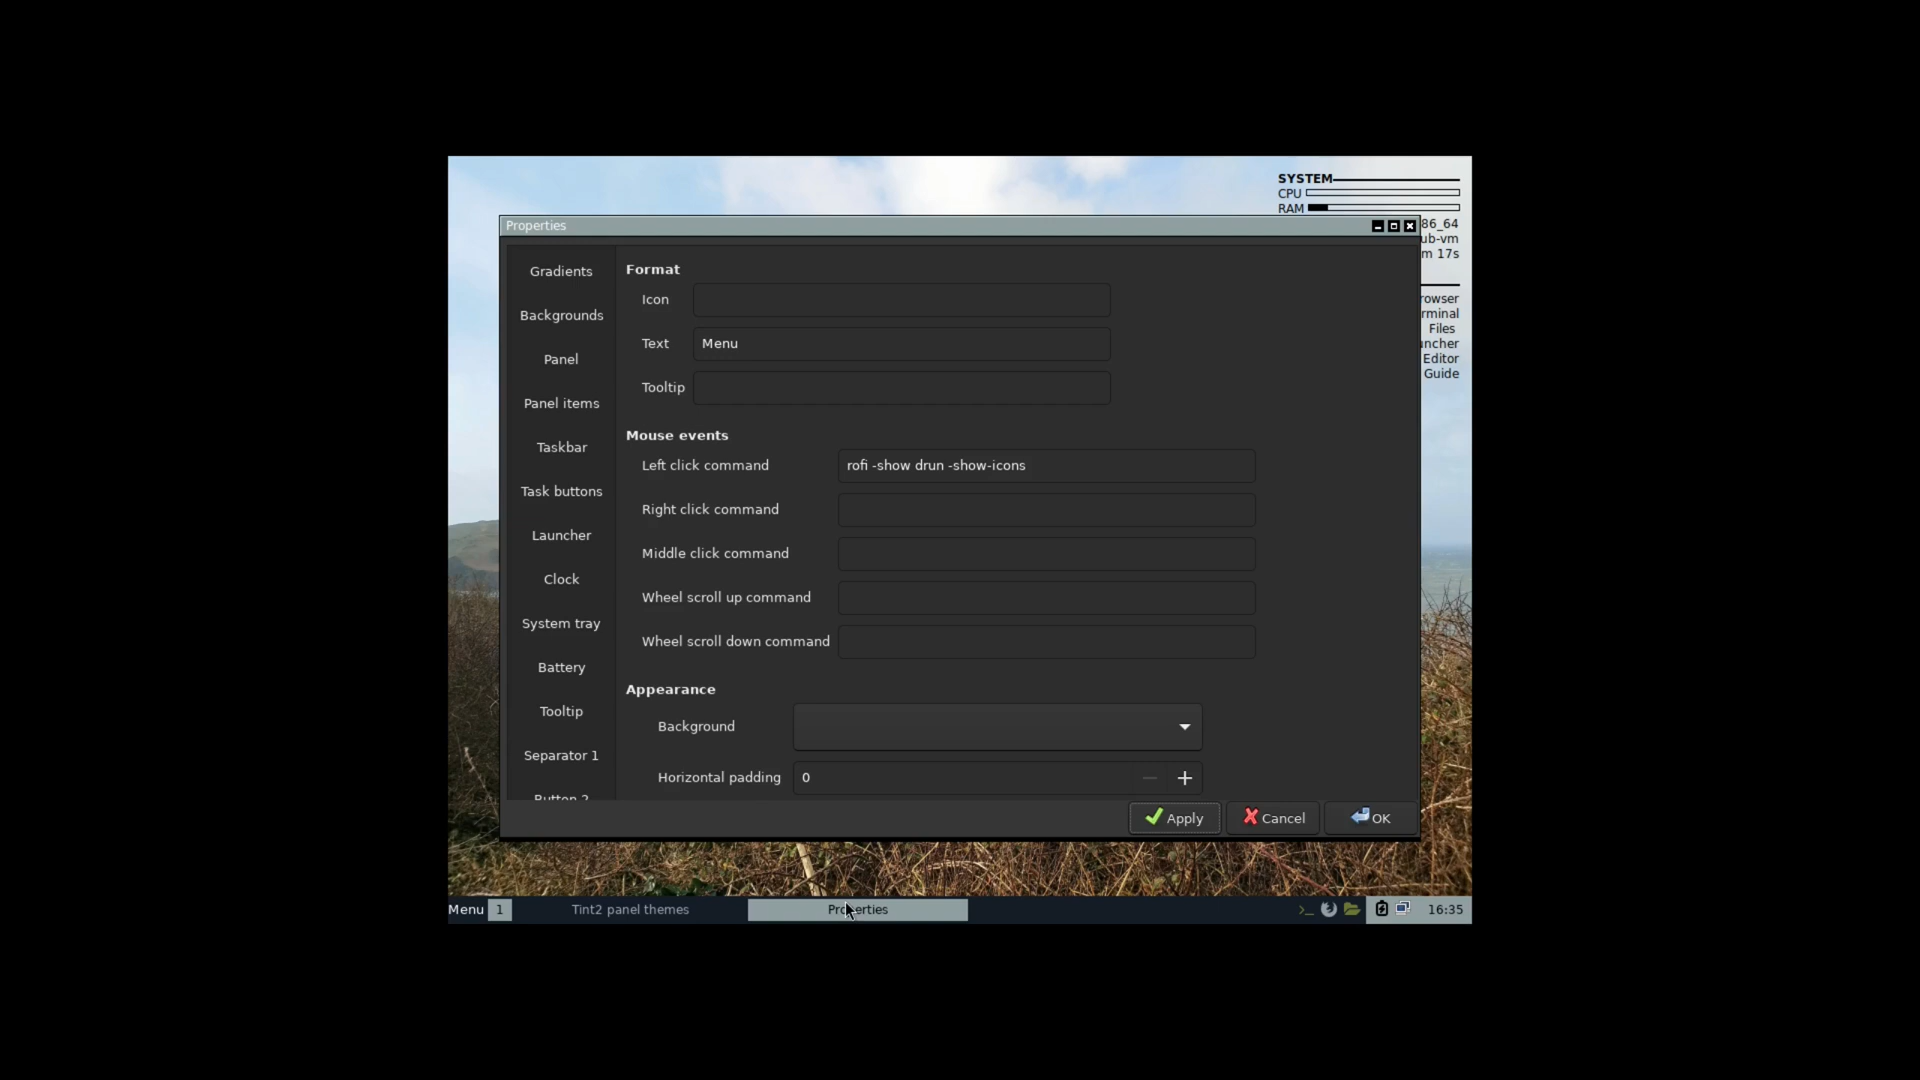 SYSTEM
CPU
RAM
Properties
86_64
ub-vm
m 17s
Gradients
Backgrounds
Panel
Panel items
Taskbar
Task buttons
Launcher
Clock
System tray
Battery
Tooltip
Separator 1
Button 2
Format
Icon
Text Menu
Tooltip
Mouse events
Left click command rofi -show drun -show-icons
Right click command
Middle click command
Wheel scroll up command
Wheel scroll down command
Appearance
Background
Horizontal padding 0
rowser
rminal
Files
uncher
Editor
Guide
Apply Cancel OK
Menu 1 Tint2 panel themes Properties 16:35